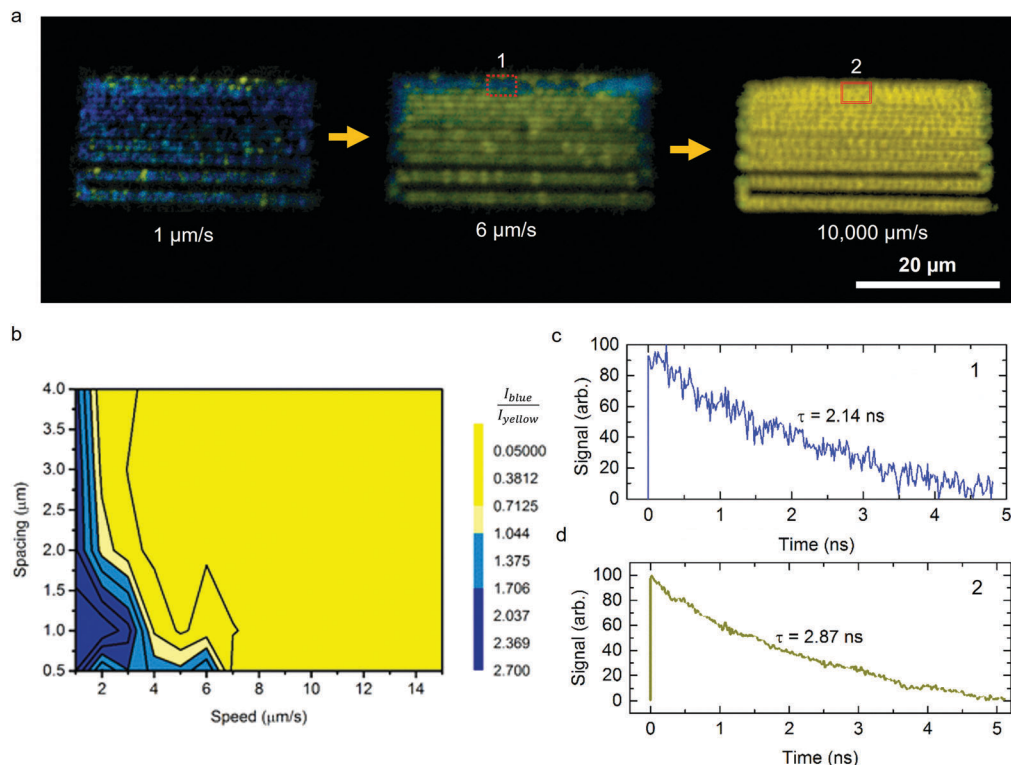 a
1
2
1 μm/s
6 μm/s
10,000 μm/s
20 μm
b
4.0
3.5
3.0
2.5
2.0
1.5
1.0
0.5
Spacing (μm)
2 4 6 8 10 12 14
Speed (μm/s)
I_blue
I_yellow
0.05000
0.3812
0.7125
1.044
1.375
1.706
2.037
2.369
2.700
c
100
80
60
40
20
0
Signal (arb.)
1
τ = 2.14 ns
0 1 2 3 4 5
Time (ns)
d
100
80
60
40
20
0
Signal (arb.)
2
τ = 2.87 ns
0 1 2 3 4 5
Time (ns)